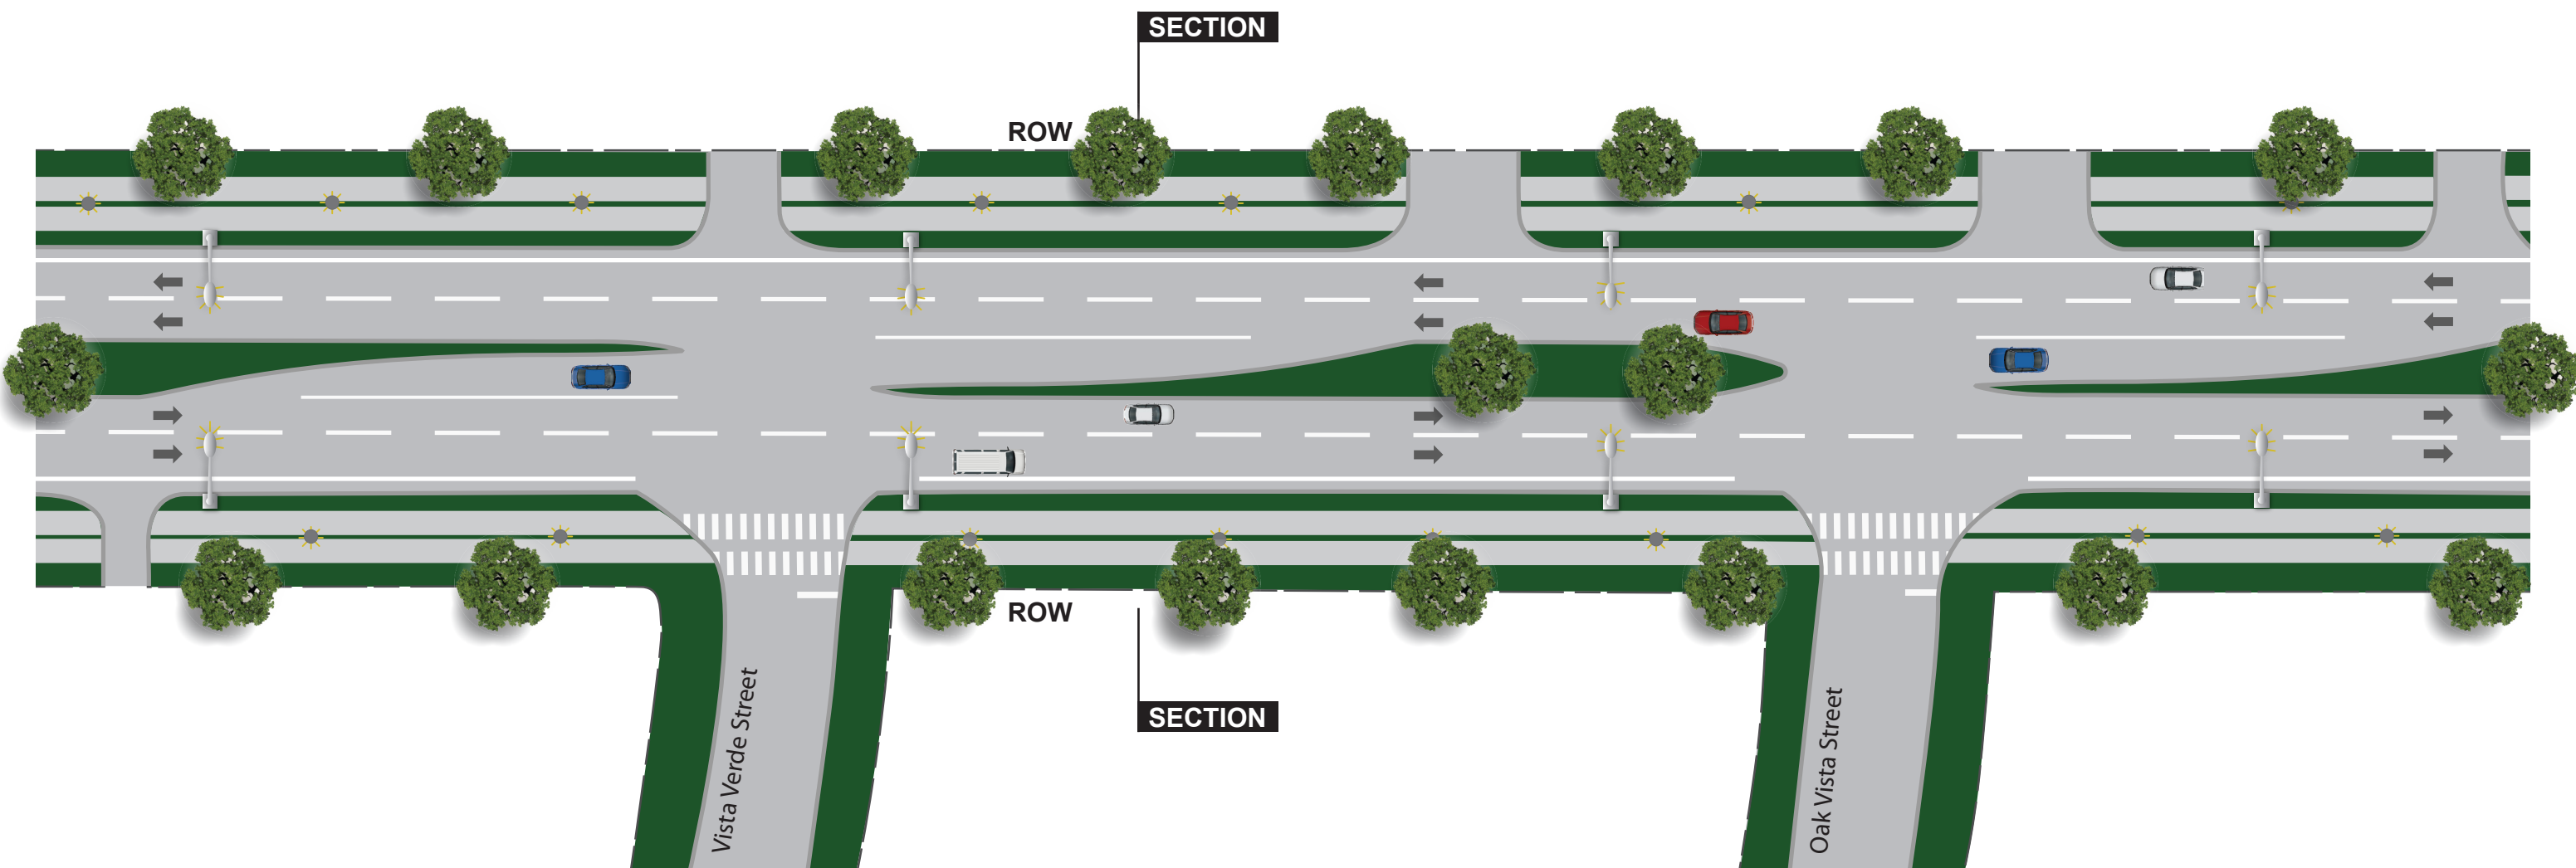 SECTION
ROW
ROW
SECTION
Vista Verde Street
Oak Vista Street